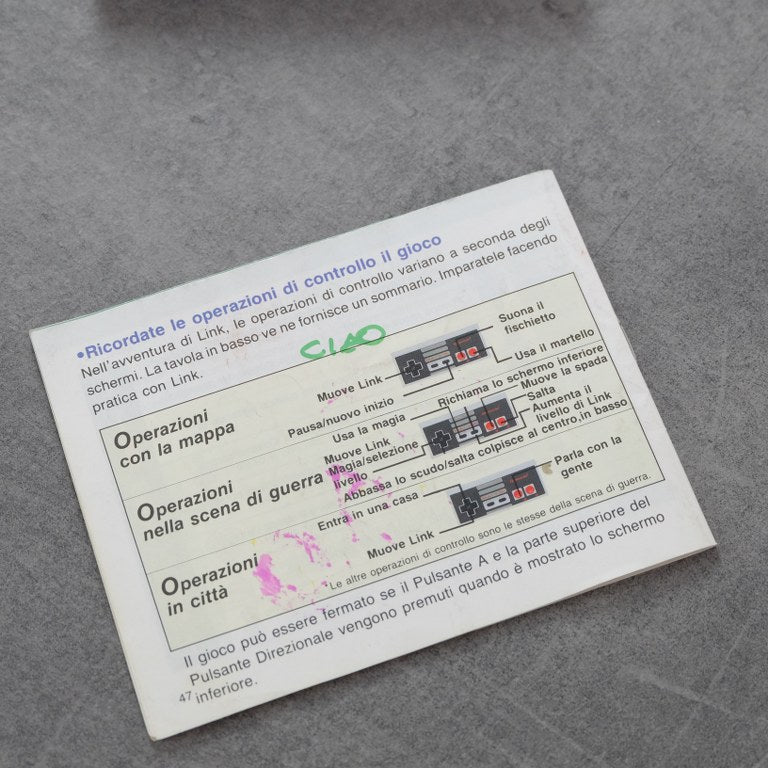 •Ricordate le operazioni di controllo il gioco
Nell'avventura di Link, le operazioni di controllo variano a seconda degli
schermi. La tavola in basso ve ne fornisce un sommario. Imparatele facendo
pratica con Link.
CIAO
Operazioni
con la mappa
Muove Link
Pausa/nuovo inizio
Suona il
fischietto
Usa il martello
Operazioni
nella scena di guerra
Usa la magia
Richiama lo schermo inferiore
Muove Link
Magia/selezione
livello
Muove la spada
Salta
Aumenta il
livello di Link
Abbassa lo scudo/salta colpisce al centro,in basso
Operazioni
in città
Entra in una casa
Muove Link
Parla con la
gente
*Le altre operazioni di controllo sono le stesse della scena di guerra.
Il gioco può essere fermato se il Pulsante A e la parte superiore del
Pulsante Direzionale vengono premuti quando è mostrato lo schermo
inferiore.
47